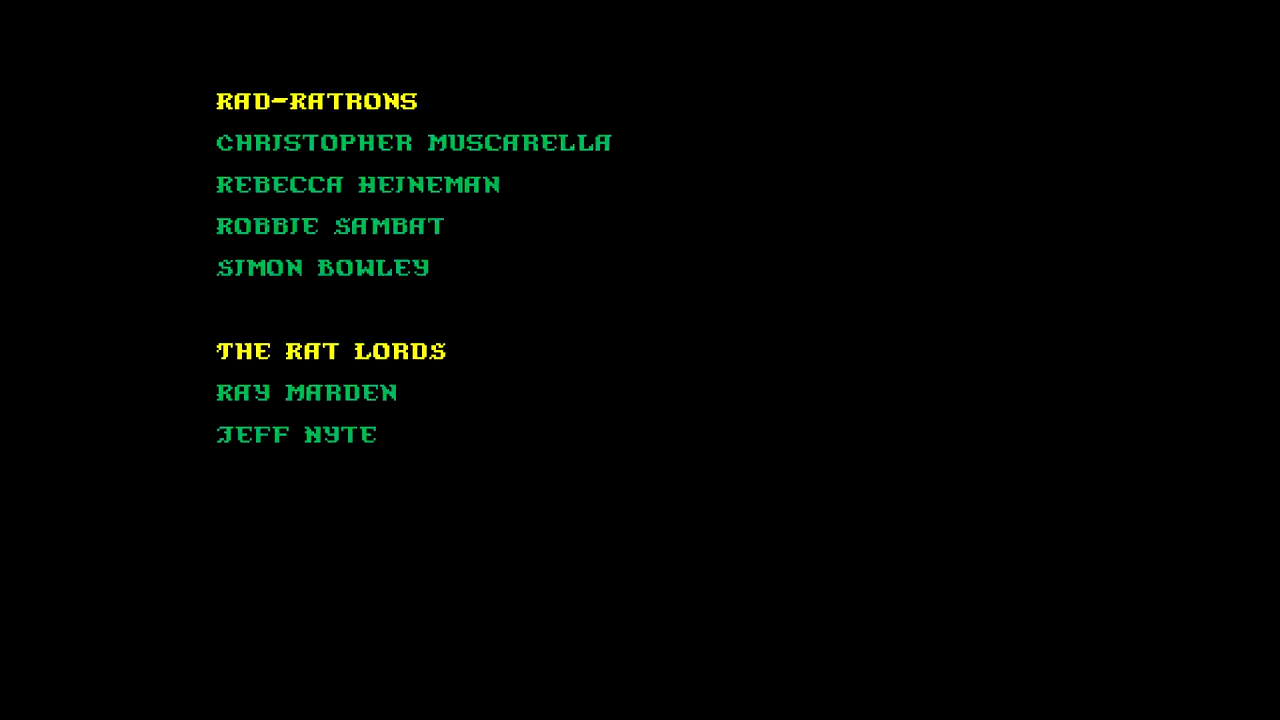 RAD-RATRONS
CHRISTOPHER MUSCARELLA
REBECCA HEINEMAN
ROBBIE SAMBAT
SIMON BOWLEY
THE RAT LORDS
RAY MARDEN
JEFF NYTE